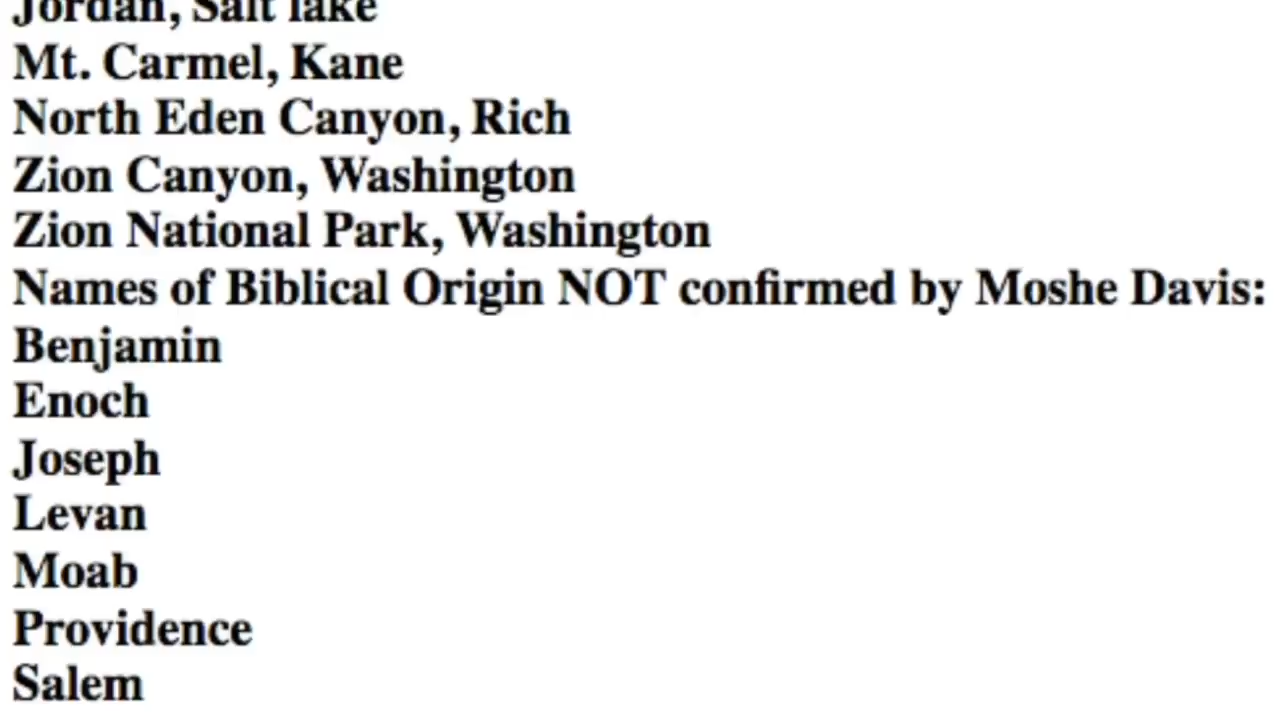 Jordan, Salt lake
Mt. Carmel, Kane
North Eden Canyon, Rich
Zion Canyon, Washington
Zion National Park, Washington
Names of Biblical Origin NOT confirmed by Moshe Davis:
Benjamin
Enoch
Joseph
Levan
Moab
Providence
Salem